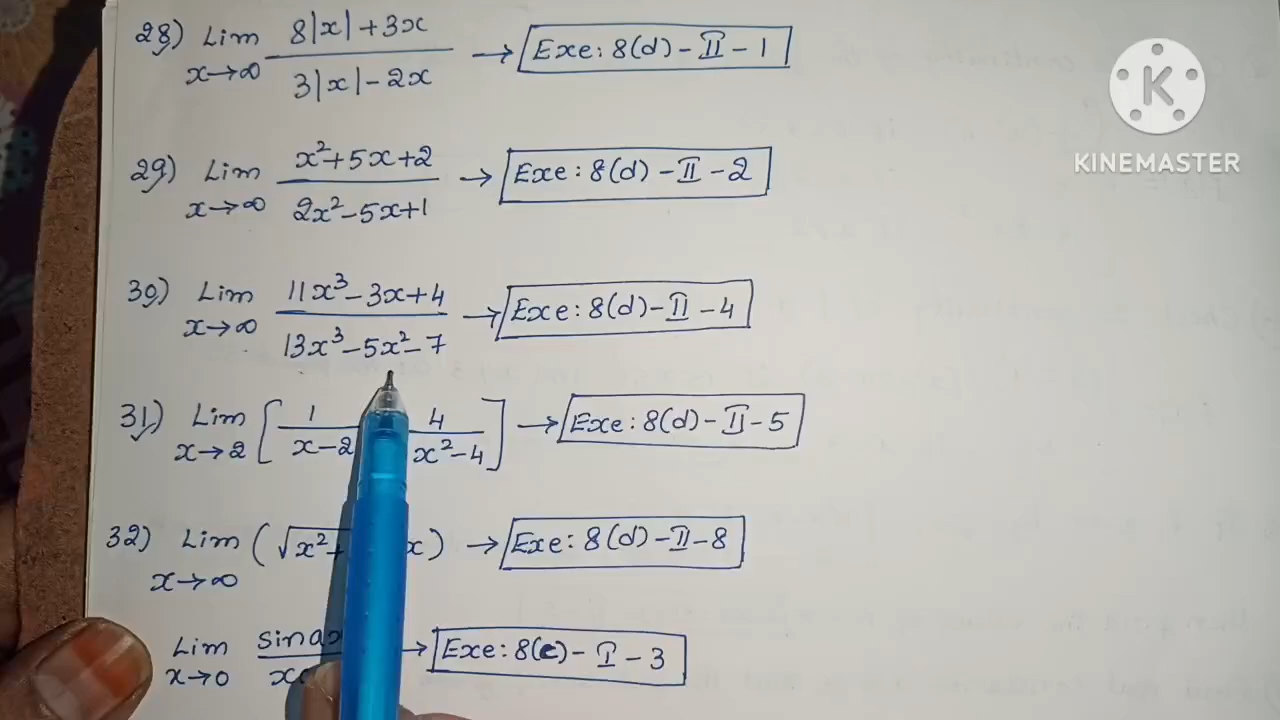 28) Lim x→∞ 8|x|+3x / 3|x|-2x → Exe: 8(d)-II-1
KINEMASTER
29) Lim x→∞ x²+5x+2 / 2x²-5x+1 → Exe: 8(d)-II-2
30) Lim x→∞ 11x³-3x+4 / 13x³-5x²-7 → Exe: 8(d)-II-4
31) Lim x→2 [1 / x-2 4 / x²-4] → Exe: 8(d)-II-5
32) Lim x→∞ (√x²+ x) → Exe: 8(d)-II-8
Lim x→0 sin → Exe: 8(c)-I-3